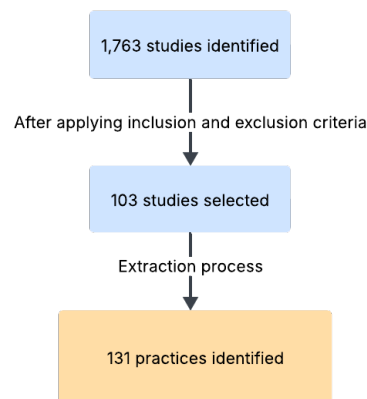 1,763 studies identified
After applying inclusion and exclusion criteria
103 studies selected
Extraction process
131 practices identified